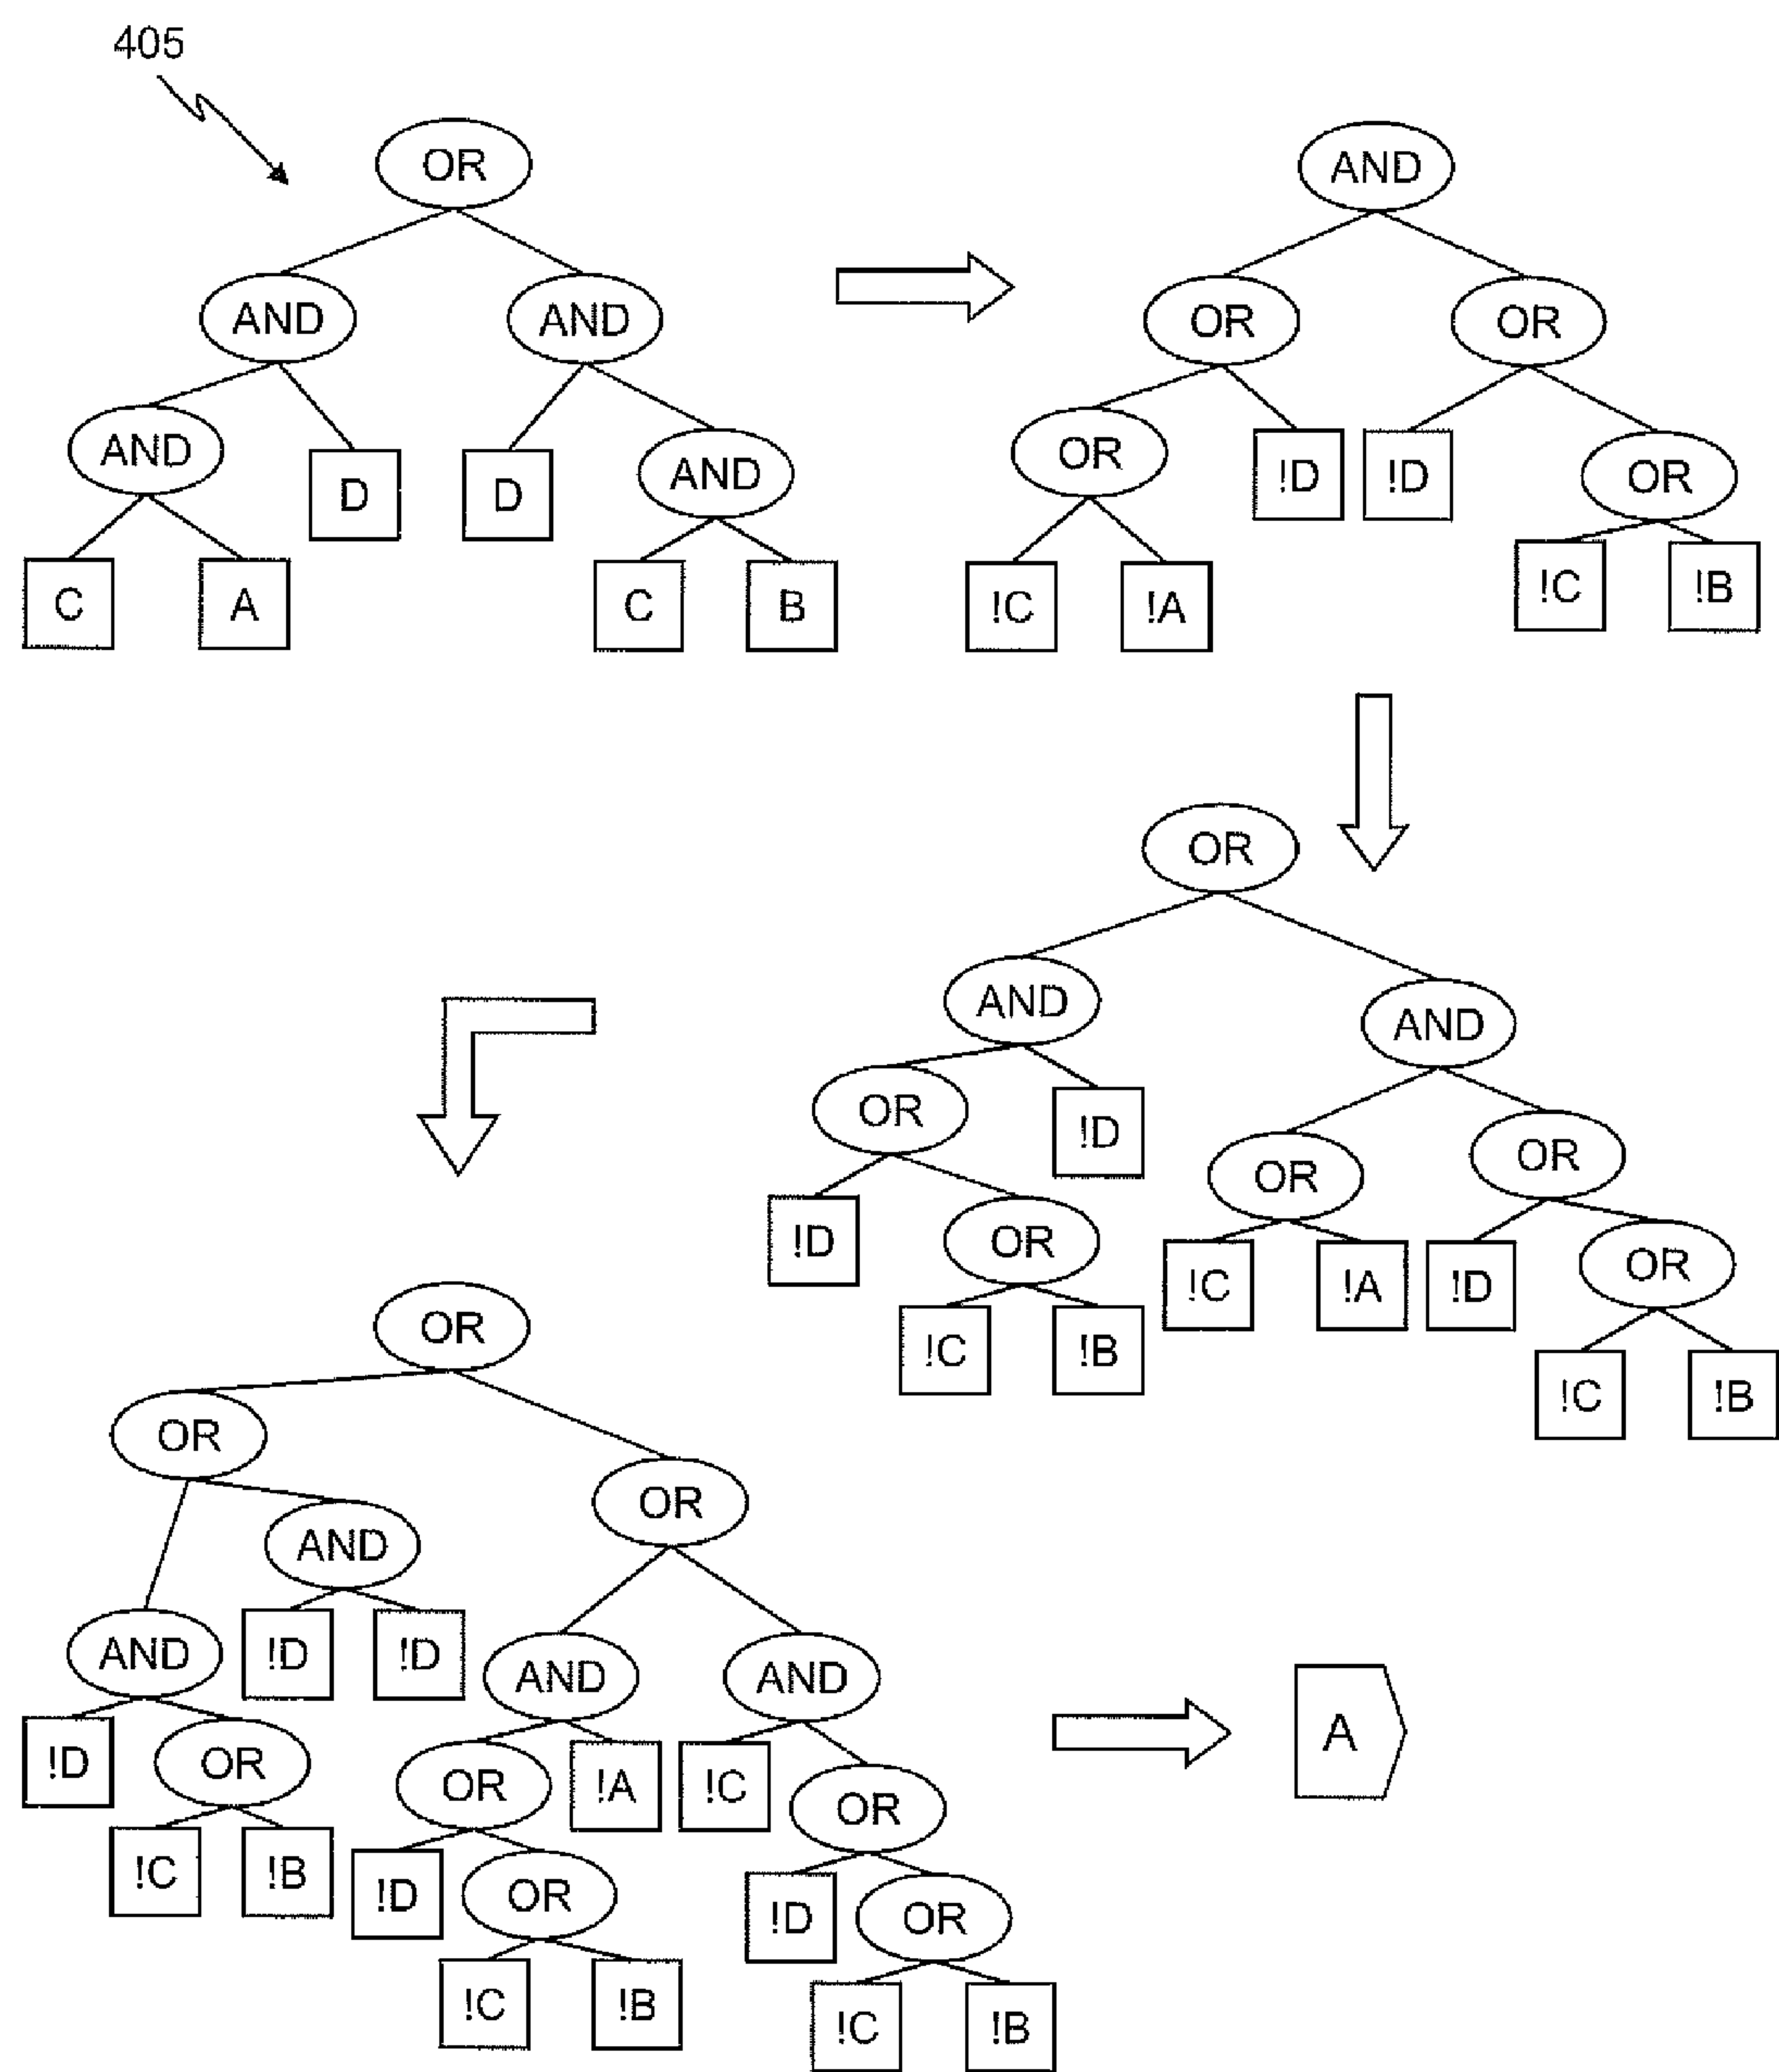 405
OR AND
AND AND OR OR
AND D D AND OR !D !D OR
C A C B !C !A !C !B
OR
AND AND
OR !D OR OR
!D OR !C !A !D OR
!C !B !C !B
OR
OR OR
AND
AND !D !D AND AND A
!D OR OR !A !C OR
!C !B !D OR !D OR
!C !B !C !B